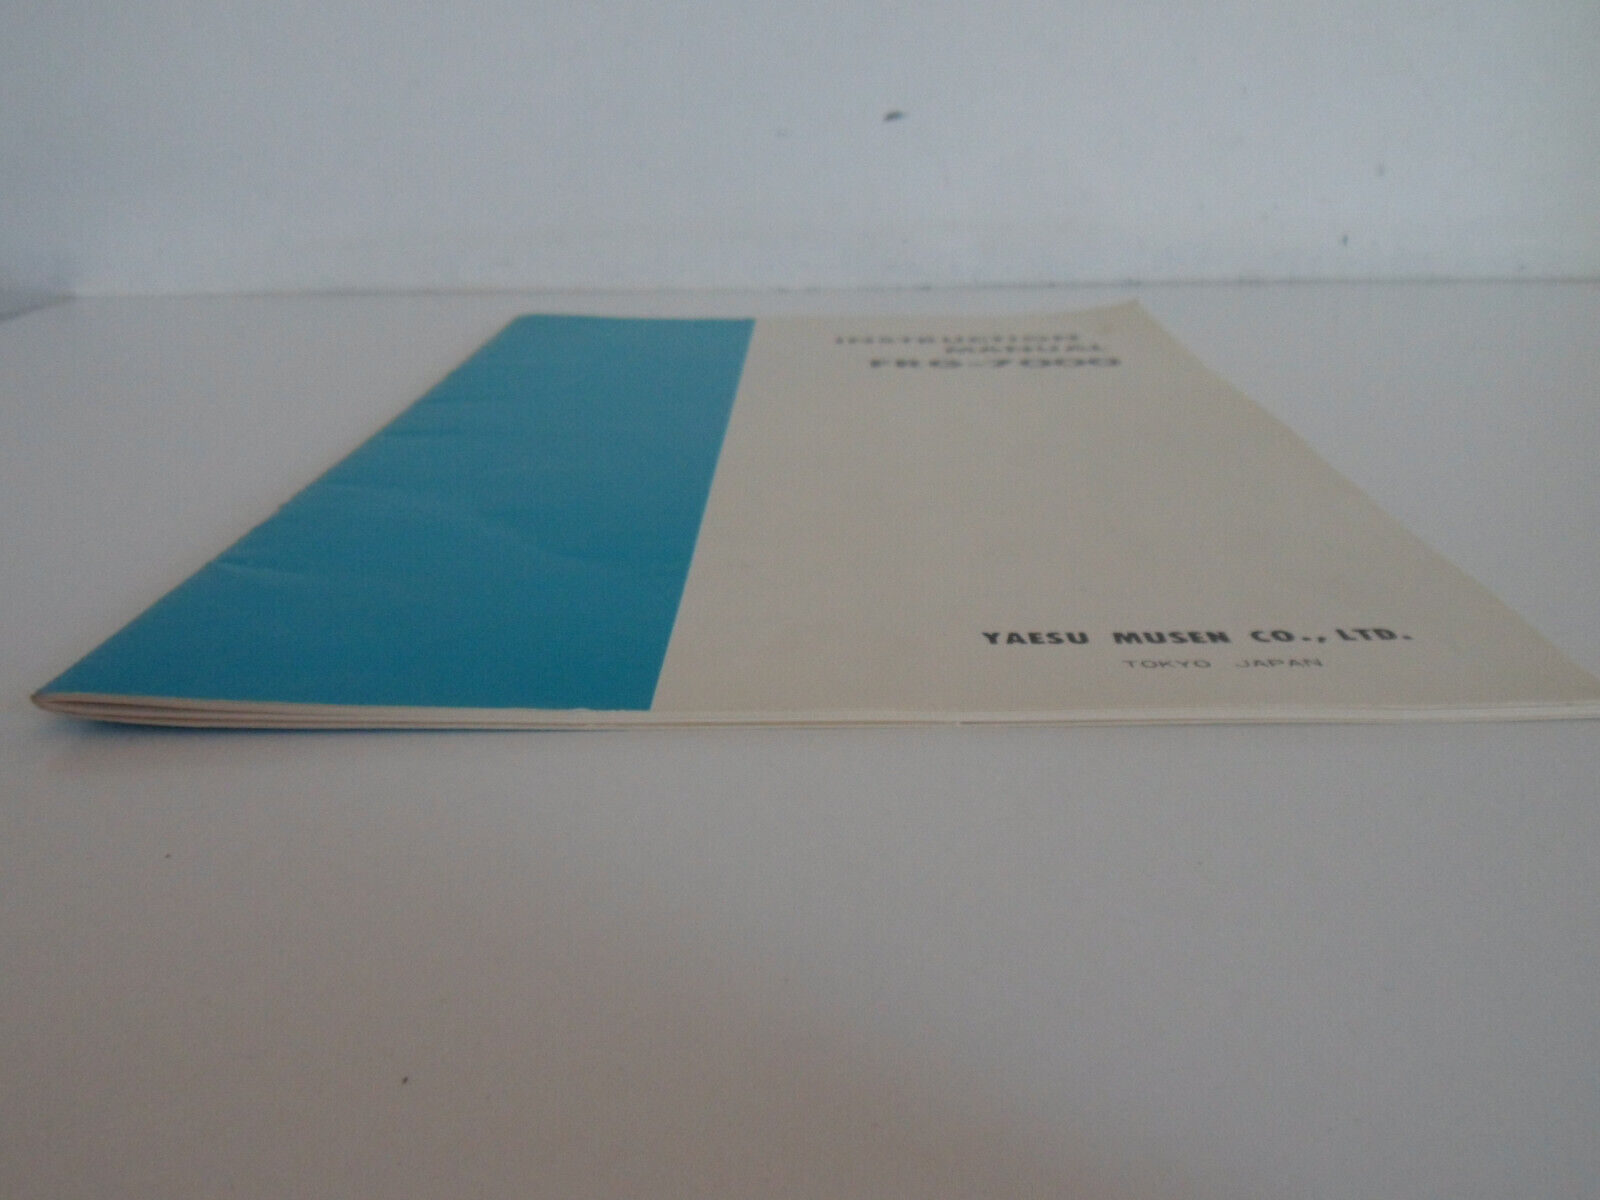 INSTRUCTION
MANUAL
FRG-7000
YAESU MUSEN CO., LTD.
TOKYO JAPAN